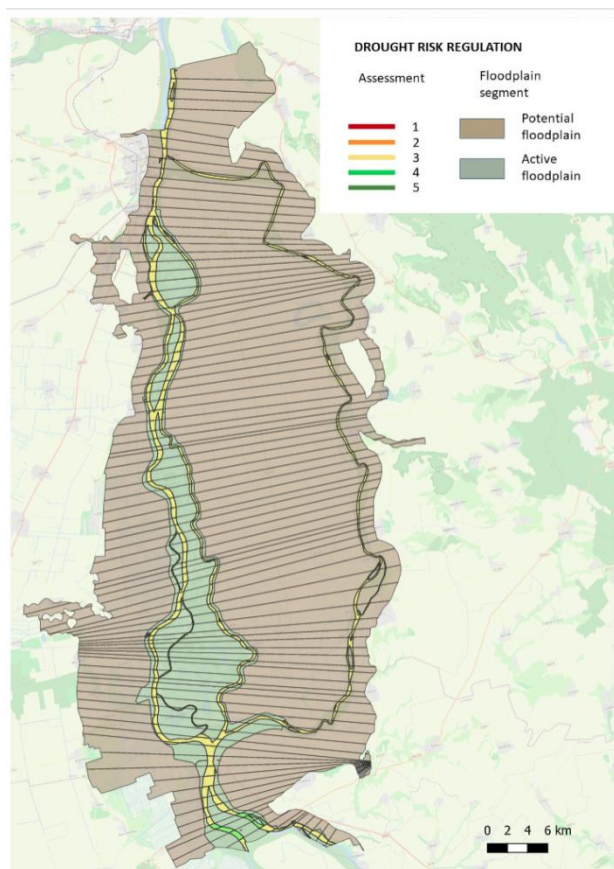 DROUGHT RISK REGULATION
Assessment
Floodplain
segment
1
2
3
4
5
Potential
floodplain
Active
floodplain
0 2 4 6 km